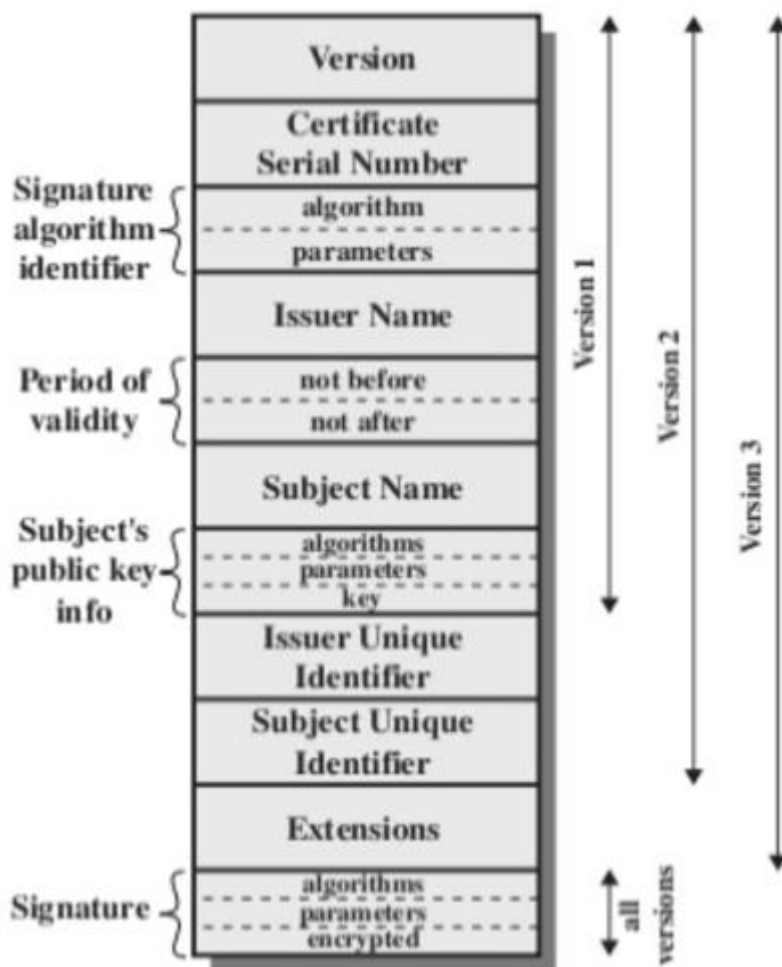 Version
Certificate
Serial Number
Signature
algorithm
identifier
algorithm
parameters
Issuer Name
Period of
validity
not before
not after
Subject Name
Subject's
public key
info
algorithms
parameters
key
Issuer Unique
Identifier
Subject Unique
Identifier
Extensions
Signature
algorithms
parameters
encrypted
Version 1
Version 2
Version 3
all
versions